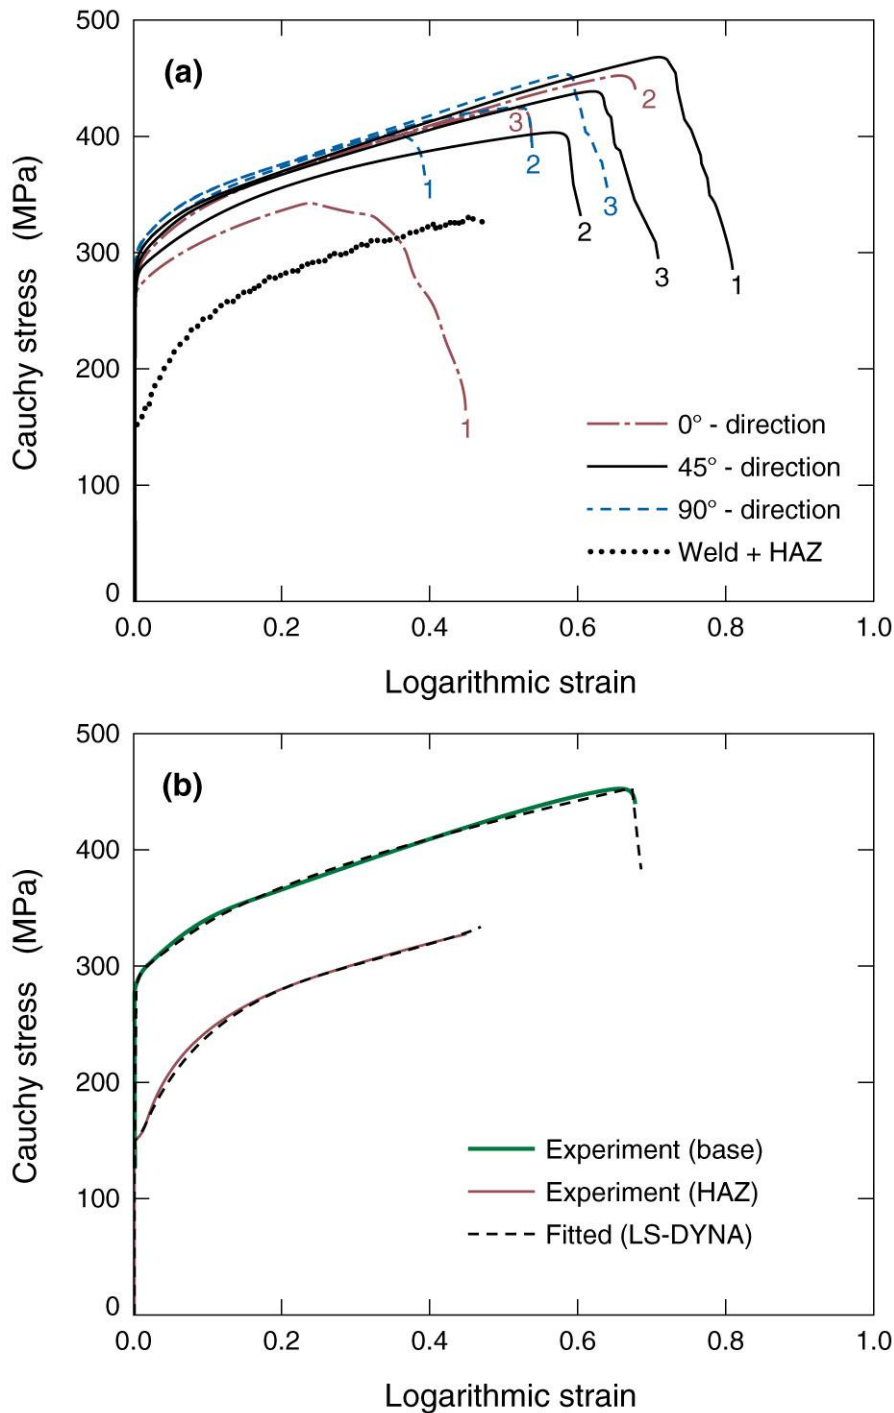 500
(a)
400
300
200
100
0
Cauchy stress (MPa)
2
3
1
2
3
2
3
1
1
0° - direction
45° - direction
90° - direction
Weld + HAZ
0.0 0.2 0.4 0.6 0.8 1.0
Logarithmic strain
500
(b)
400
300
200
100
0
Cauchy stress (MPa)
Experiment (base)
Experiment (HAZ)
Fitted (LS-DYNA)
0.0 0.2 0.4 0.6 0.8 1.0
Logarithmic strain